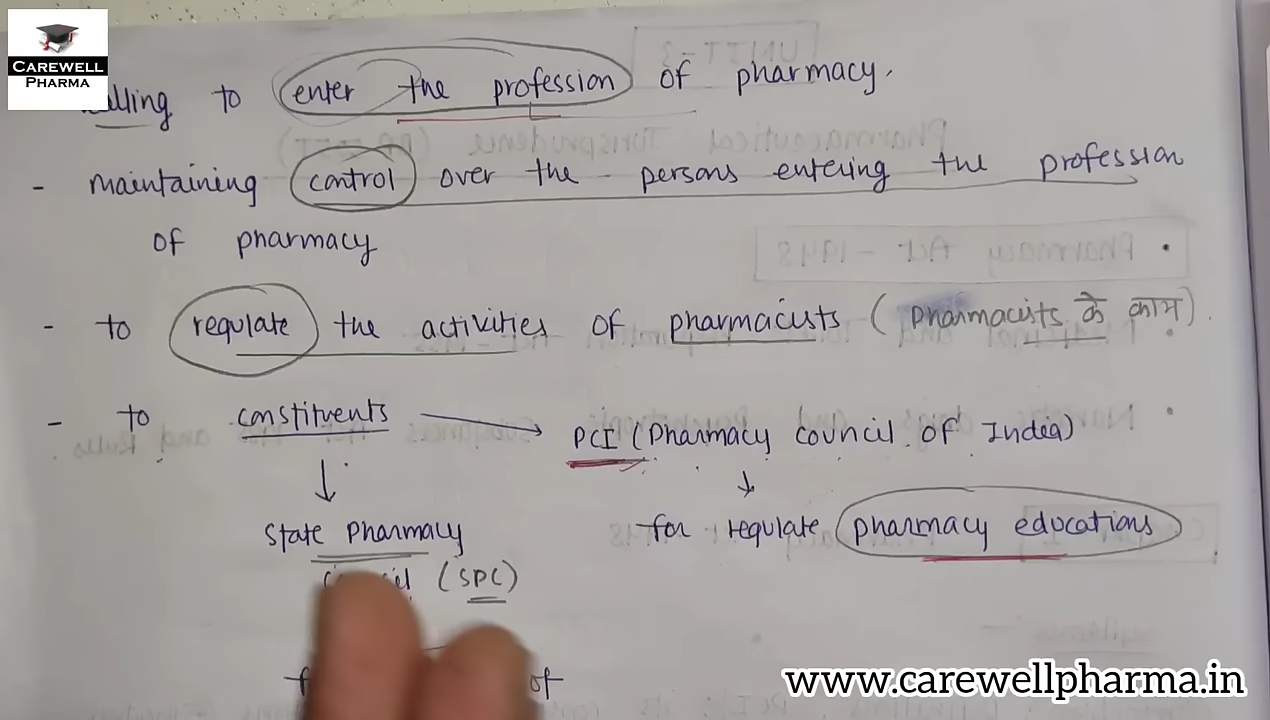 CAREWELL
PHARMA
to enter the profession of pharmacy.
- maintaining control over the persons entering the profession
of pharmacy
- to regulate the activities of pharmacists (Pharmacists के काम).
- to constituents → PCI (Pharmacy council of India)
↓ ↓
State pharmacy for regulate pharmacy educations
(SPC)
of
www.carewellpharma.in